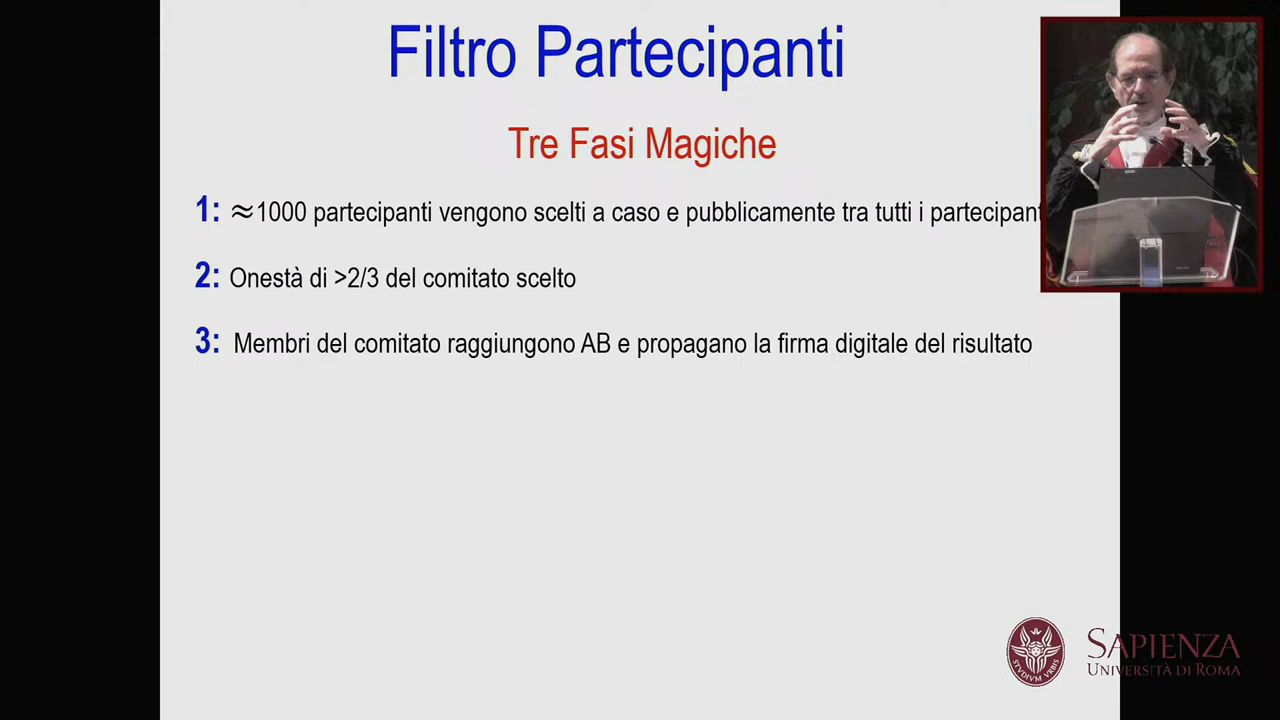 Filtro Partecipanti
Tre Fasi Magiche
1: ≈1000 partecipanti vengono scelti a caso e pubblicamente tra tutti i partecipant
2: Onestà di >2/3 del comitato scelto
3: Membri del comitato raggiungono AB e propagano la firma digitale del risultato
STVDIVM VRBIS
SAPIENZA
UNIVERSITÀ DI ROMA